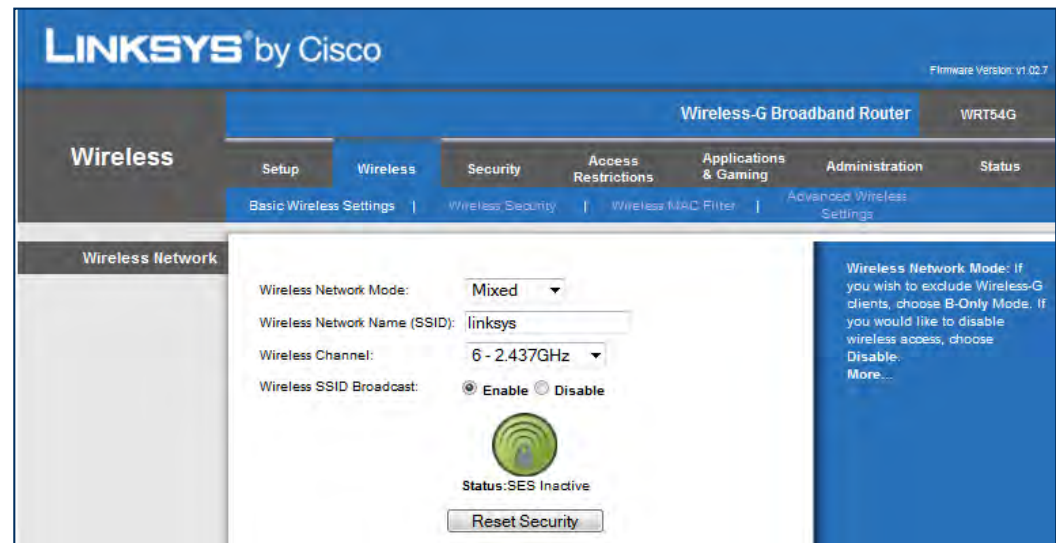 LINKSYS® by Cisco
Firmware Version: v1.02.7
Wireless-G Broadband Router WRT54G
Wireless
Setup Wireless Security Access Restrictions Applications & Gaming Administration Status
Basic Wireless Settings | Wireless Security | Wireless MAC Filter | Advanced Wireless Settings
Wireless Network
Wireless Network Mode: Mixed
Wireless Network Name (SSID): linksys
Wireless Channel: 6 - 2.437GHz
Wireless SSID Broadcast: Enable Disable
Status:SES Inactive
Reset Security
Wireless Network Mode: If
you wish to exclude Wireless-G
clients, choose B-Only Mode. If
you would like to disable
wireless access, choose
Disable.
More...